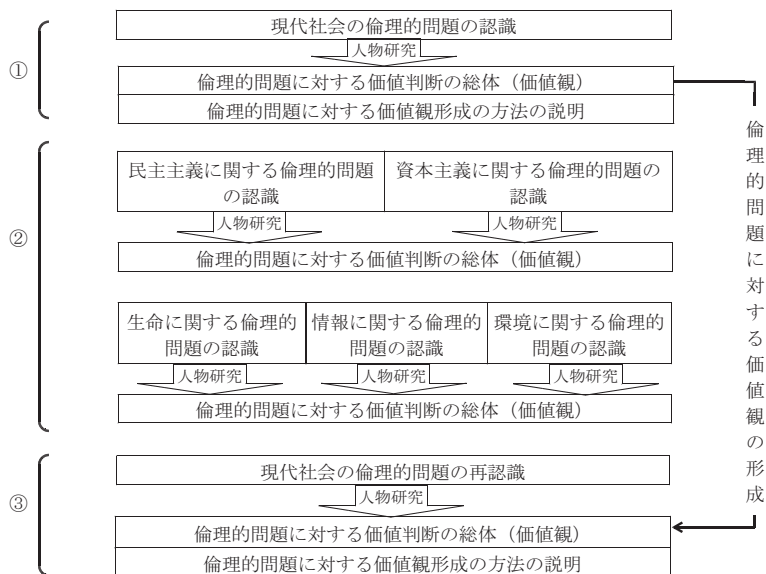 ①
現代社会の倫理的問題の認識
人物研究
倫理的問題に対する価値判断の総体（価値観）
倫理的問題に対する価値観形成の方法の説明
②
民主主義に関する倫理的問題
の認識
資本主義に関する倫理的問題の
認識
人物研究
人物研究
倫理的問題に対する価値判断の総体（価値観）
生命に関する倫理的
問題の認識
情報に関する倫理的
問題の認識
環境に関する倫理的
問題の認識
人物研究
人物研究
人物研究
倫理的問題に対する価値判断の総体（価値観）
③
現代社会の倫理的問題の再認識
人物研究
倫理的問題に対する価値判断の総体（価値観）
倫理的問題に対する価値観形成の方法の説明
倫理的問題に対する価値観の形成